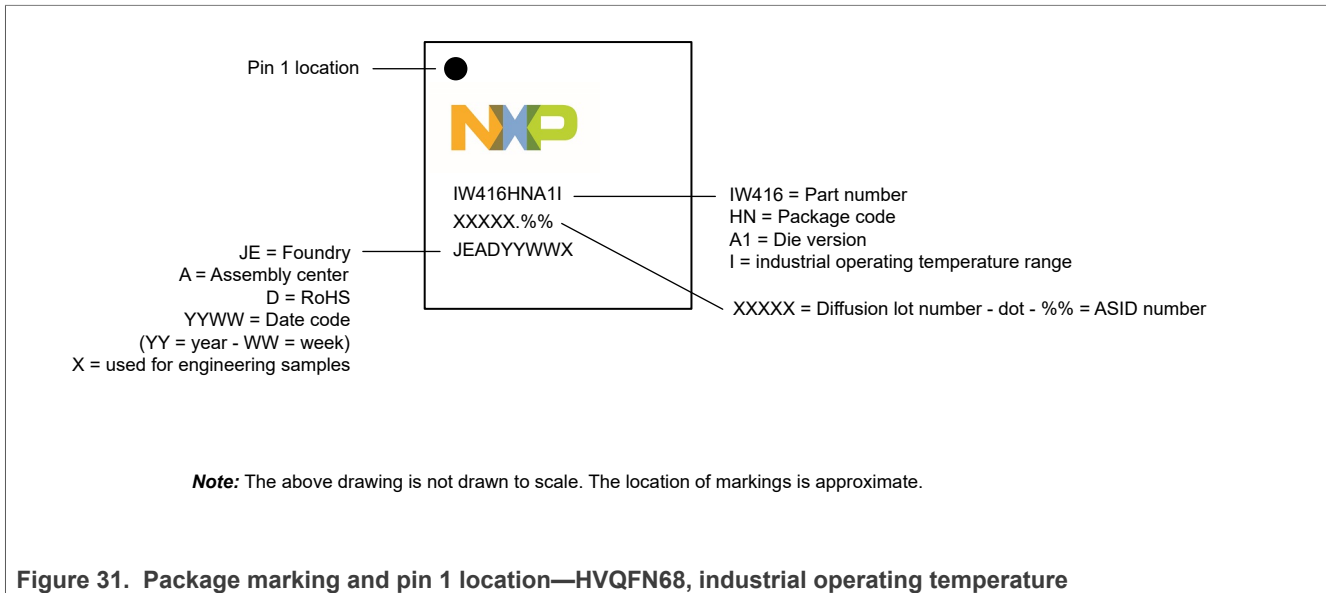 Pin 1 location
NXP
IW416HNA1I
XXXXX.%%
JEADYYWWX
IW416 = Part number
HN = Package code
A1 = Die version
I = industrial operating temperature range
XXXXX = Diffusion lot number - dot - %% = ASID number
JE = Foundry
A = Assembly center
D = RoHS
YYWW = Date code
(YY = year - WW = week)
X = used for engineering samples
Note: The above drawing is not drawn to scale. The location of markings is approximate.
Figure 31. Package marking and pin 1 location—HVQFN68, industrial operating temperature